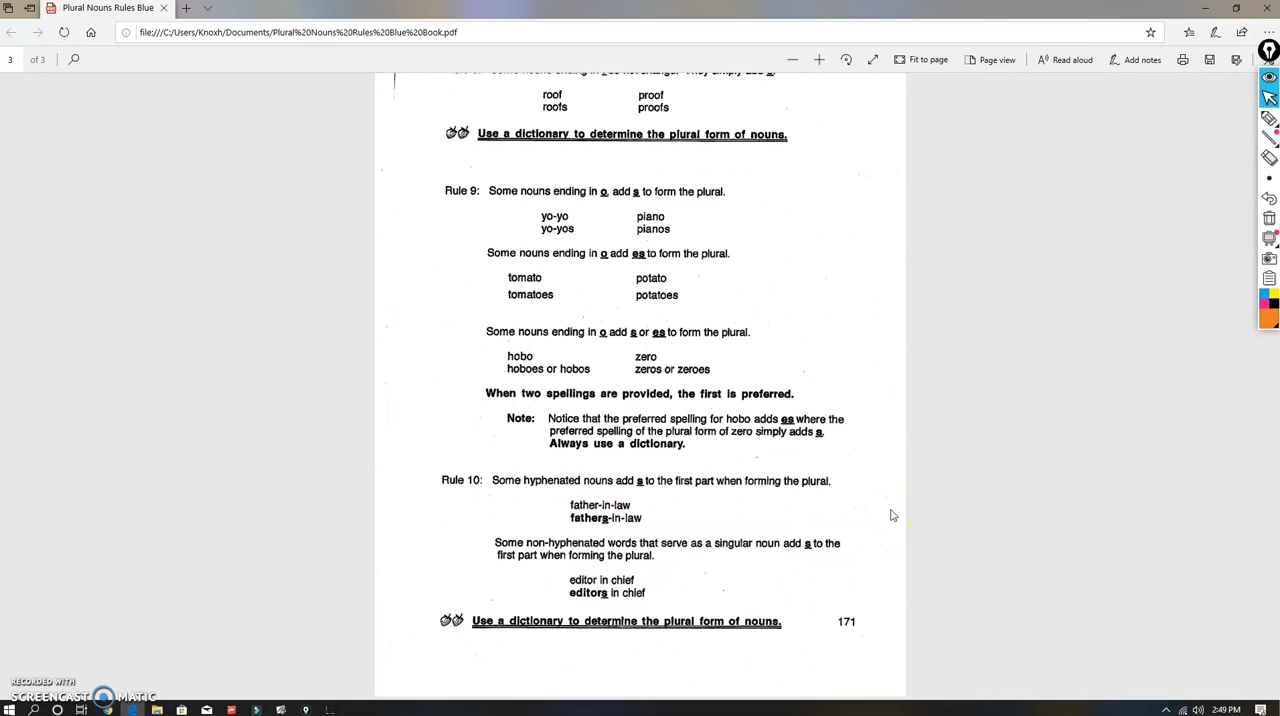 Plural Nouns Rules Blue Book
file:///C:/Users/Knoxh/Documents/Plural%20Nouns%20Rules%20Blue%20Book.pdf
3 of 3
Fit to page
Page view
Read aloud
Add notes
roof proof
roofs proofs
Use a dictionary to determine the plural form of nouns.
Rule 9: Some nouns ending in o, add s to form the plural.
yo-yo piano
yo-yos pianos
Some nouns ending in o add es to form the plural.
tomato potato
tomatoes potatoes
Some nouns ending in o add s or es to form the plural.
hobo zero
hoboes or hobos zeros or zeroes
When two spellings are provided, the first is preferred.
Note: Notice that the preferred spelling for hobo adds es where the
preferred spelling of the plural form of zero simply adds s.
Always use a dictionary.
Rule 10: Some hyphenated nouns add s to the first part when forming the plural.
father-in-law
fathers-in-law
Some non-hyphenated words that serve as a singular noun add s to the
first part when forming the plural.
editor in chief
editors in chief
Use a dictionary to determine the plural form of nouns. 171
RECORDED WITH
SCREENCAST MATIC
2:49 PM